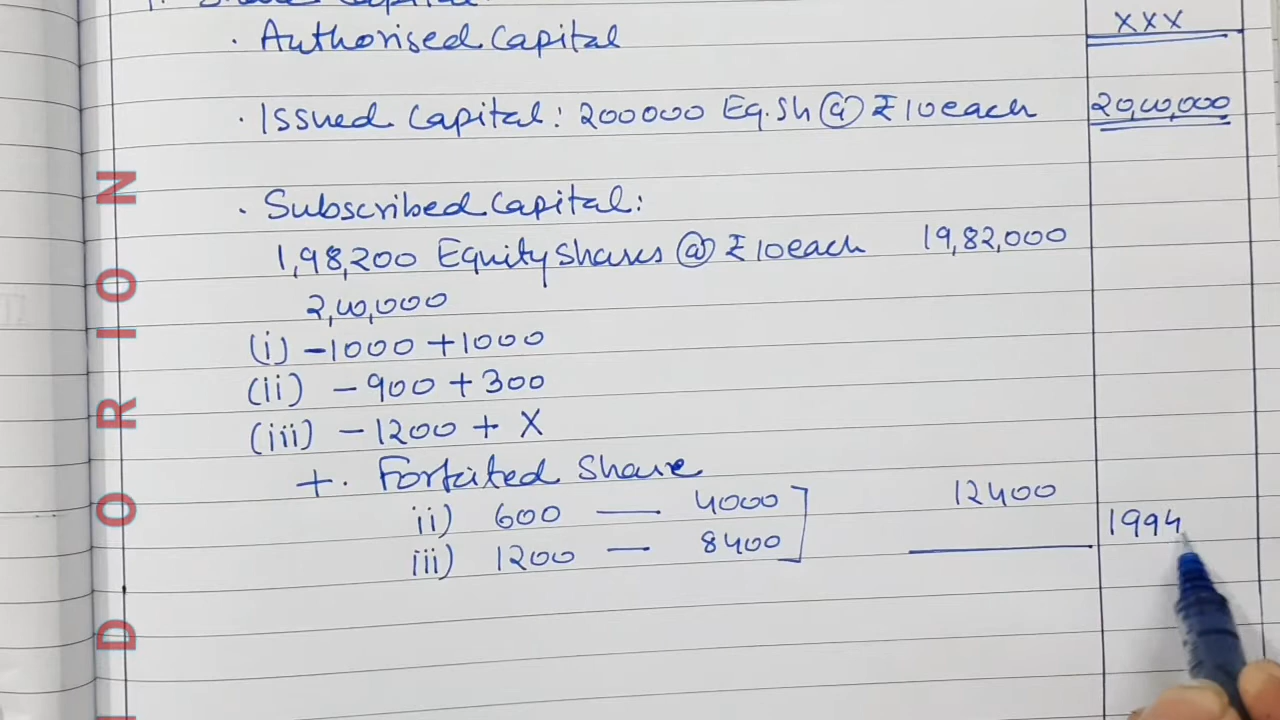 · Authorised Capital xxx
· Issued Capital: 200000 Eq.Sh @ ₹10 each 20,00,000
· Subscribed Capital:
1,98,200 Equity Shares @ ₹10 each 19,82,000
2,00,000
(i) -1000 +1000
(ii) -900 +300
(iii) -1200 + X
+. Forfeited Share
ii) 600 — 4000 12400
iii) 1200 — 8400 1994
DORION